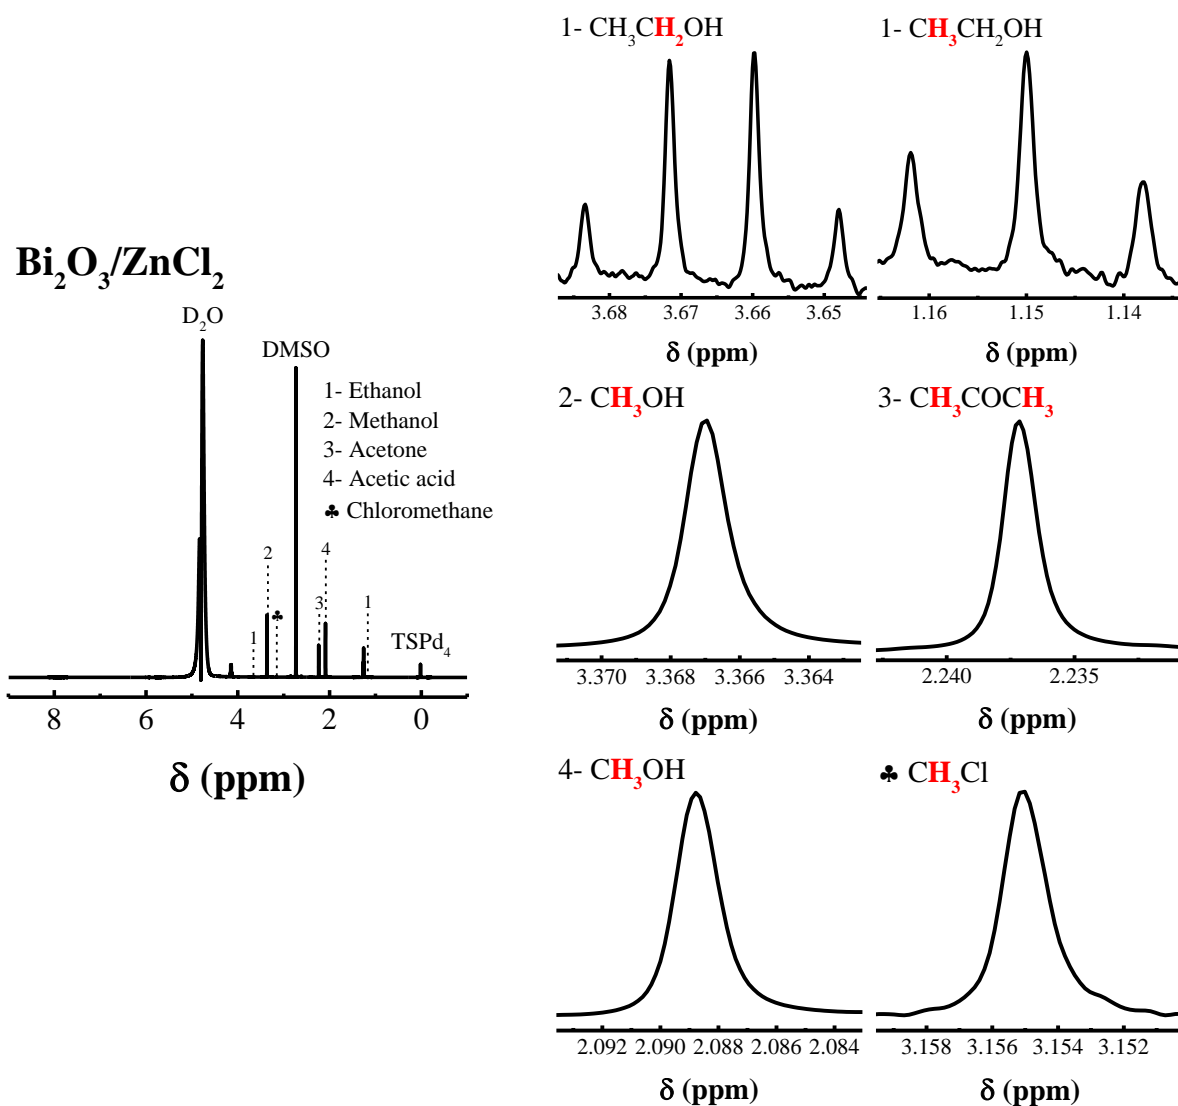 Bi₂O₃/ZnCl₂
D₂O
DMSO
1- Ethanol
2- Methanol
3- Acetone
4- Acetic acid
♣ Chloromethane
1
2
♣
3
4
1
TSPd₄
8 6 4 2 0
δ (ppm)
1- CH₃CH₂OH
3.68 3.67 3.66 3.65
δ (ppm)
1- CH₃CH₂OH
1.16 1.15 1.14
δ (ppm)
2- CH₃OH
3.370 3.368 3.366 3.364
δ (ppm)
3- CH₃COCH₃
2.240 2.235
δ (ppm)
4- CH₃OH
2.092 2.090 2.088 2.086 2.084
δ (ppm)
♣ CH₃Cl
3.158 3.156 3.154 3.152
δ (ppm)